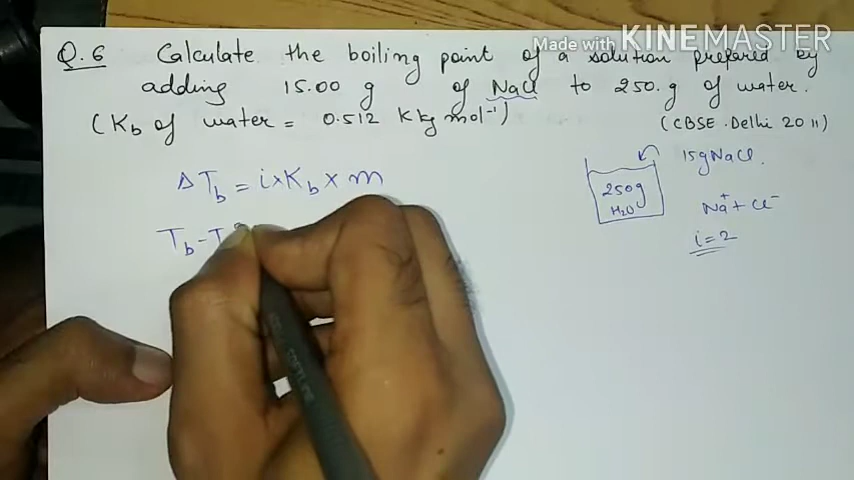 Made with KINEMASTER
Q.6 Calculate the boiling point of a solution prepared by
adding 15.00 g of NaCl to 250. g of water.
(Kb of water = 0.512 K kg mol⁻¹) (CBSE. Delhi 2011)
ΔTb = i × Kb × m
15g NaCl.
250g
H₂O
Na⁺ + Cl⁻
i = 2
Tb - T